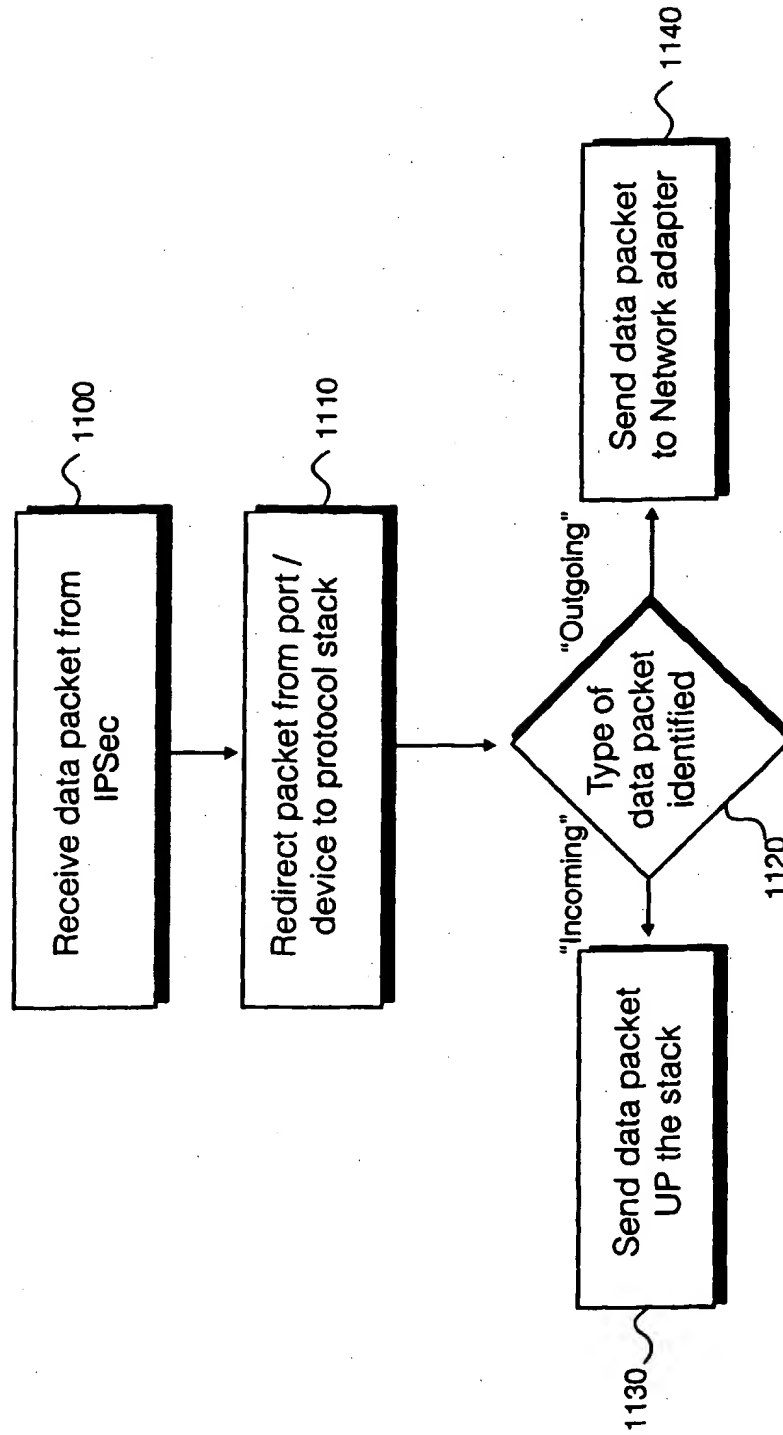 Receive data packet from
IPSec
1100
Redirect packet from port /
device to protocol stack
1110
Type of
data packet
identified
1120
"Incoming"
"Outgoing"
Send data packet
UP the stack
1130
Send data packet
to Network adapter
1140